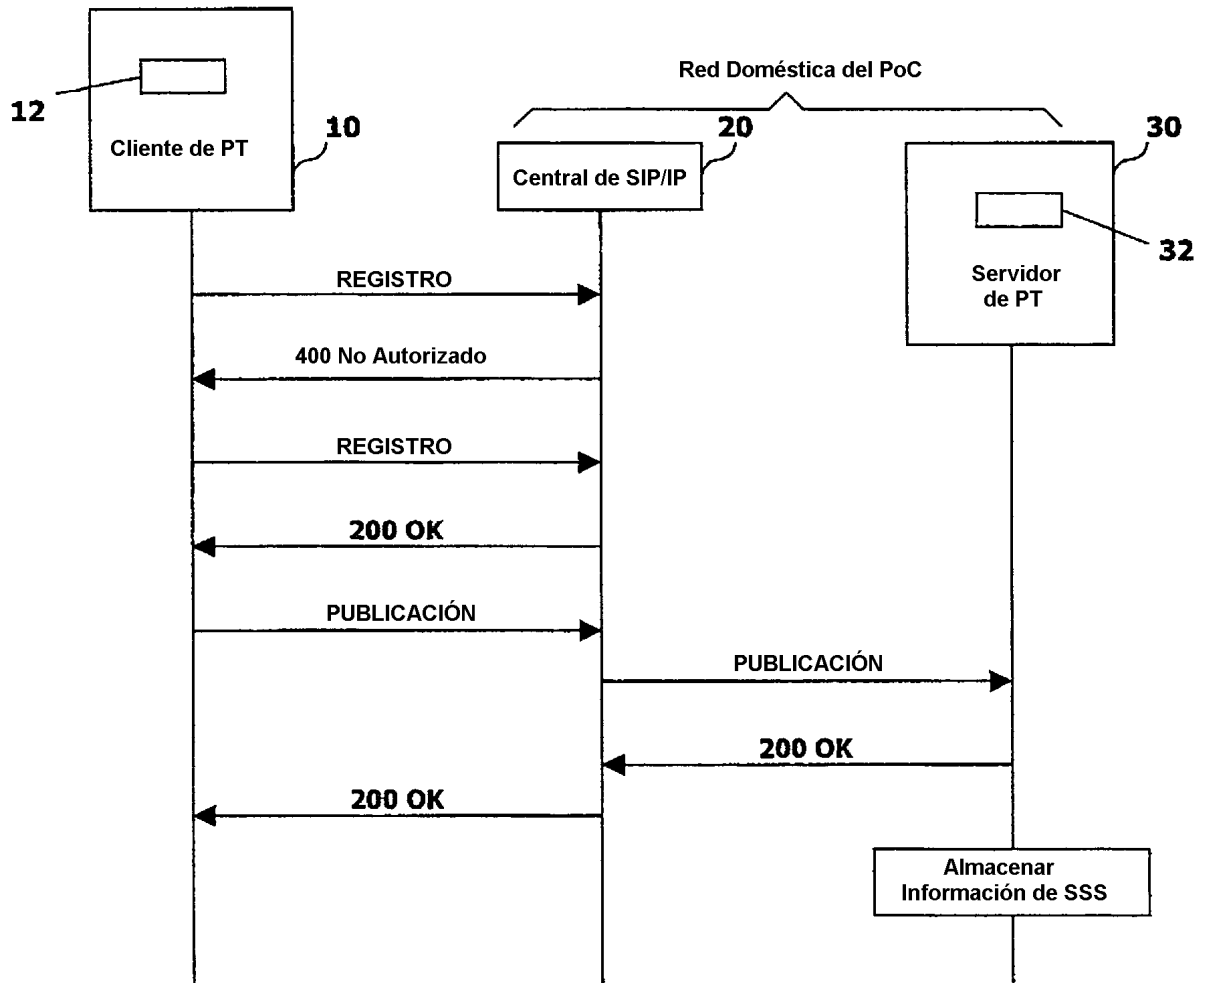 Red Doméstica del PoC
12
Cliente de PT
10
20
30
Central de SIP/IP
32
Servidor
de PT
REGISTRO
400 No Autorizado
REGISTRO
200 OK
PUBLICACIÓN
PUBLICACIÓN
200 OK
200 OK
Almacenar
Información de SSS